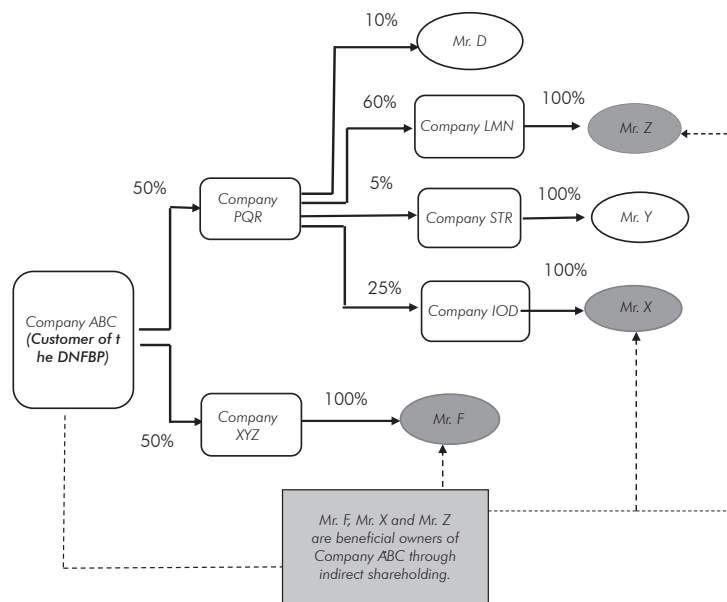 10%
Mr. D
60%
Company LMN
100%
Mr. Z
50%
Company
PQR
5%
Company STR
100%
Mr. Y
25%
Company IOD
100%
Mr. X
Company ABC
(Customer of t
he DNFBP)
50%
Company
XYZ
100%
Mr. F
Mr. F, Mr. X and Mr. Z
are beneficial owners of
Company ABC through
indirect shareholding.